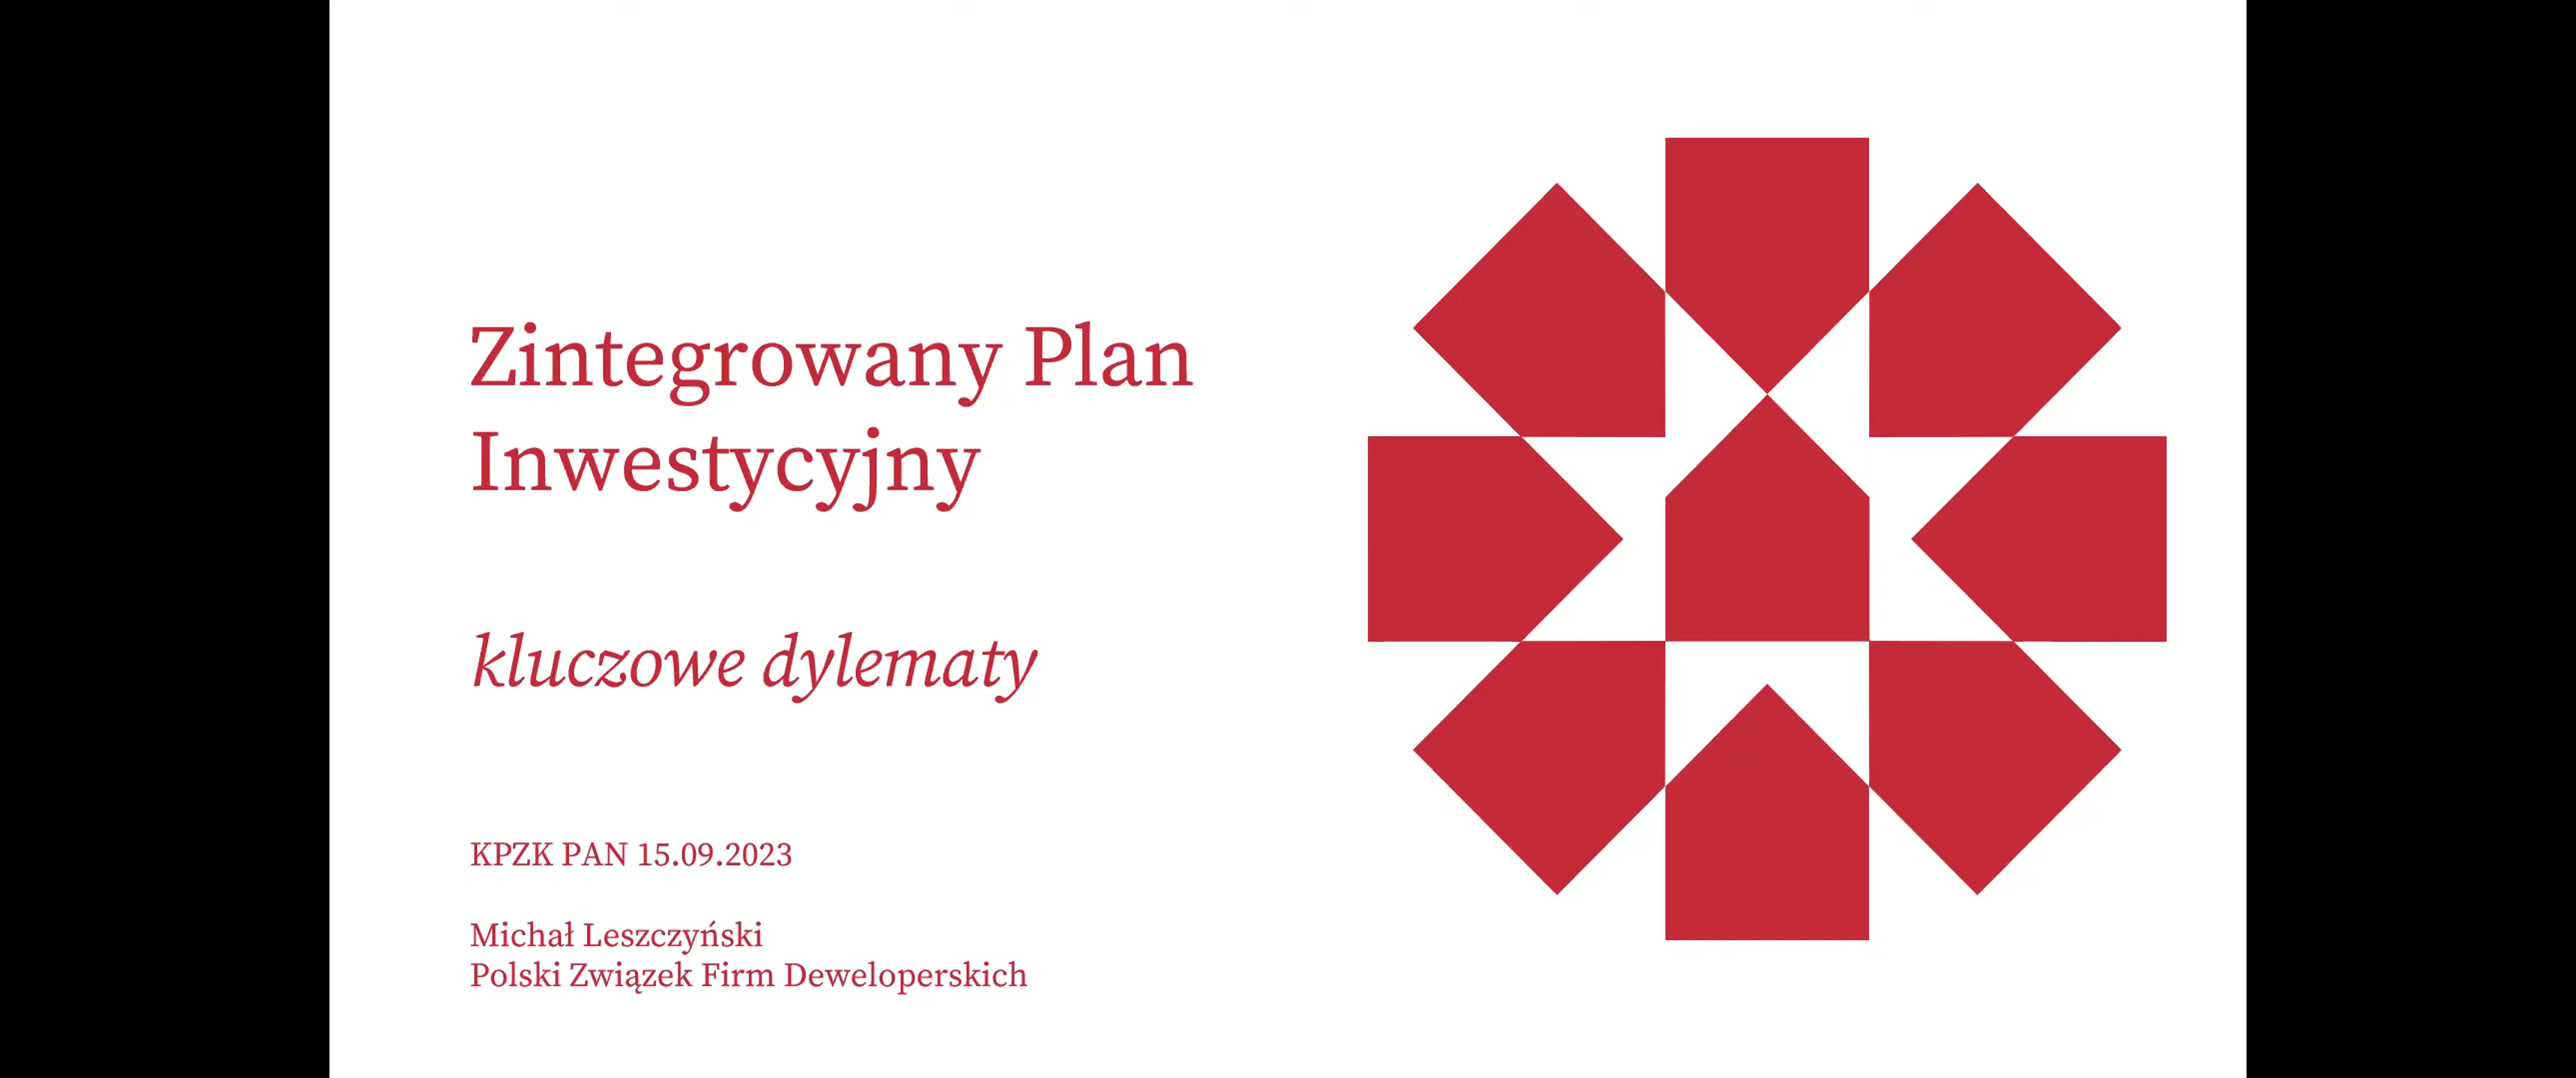 Zintegrowany Plan
Inwestycyjny
kluczowe dylematy
KPZK PAN 15.09.2023
Michał Leszczyński
Polski Związek Firm Deweloperskich